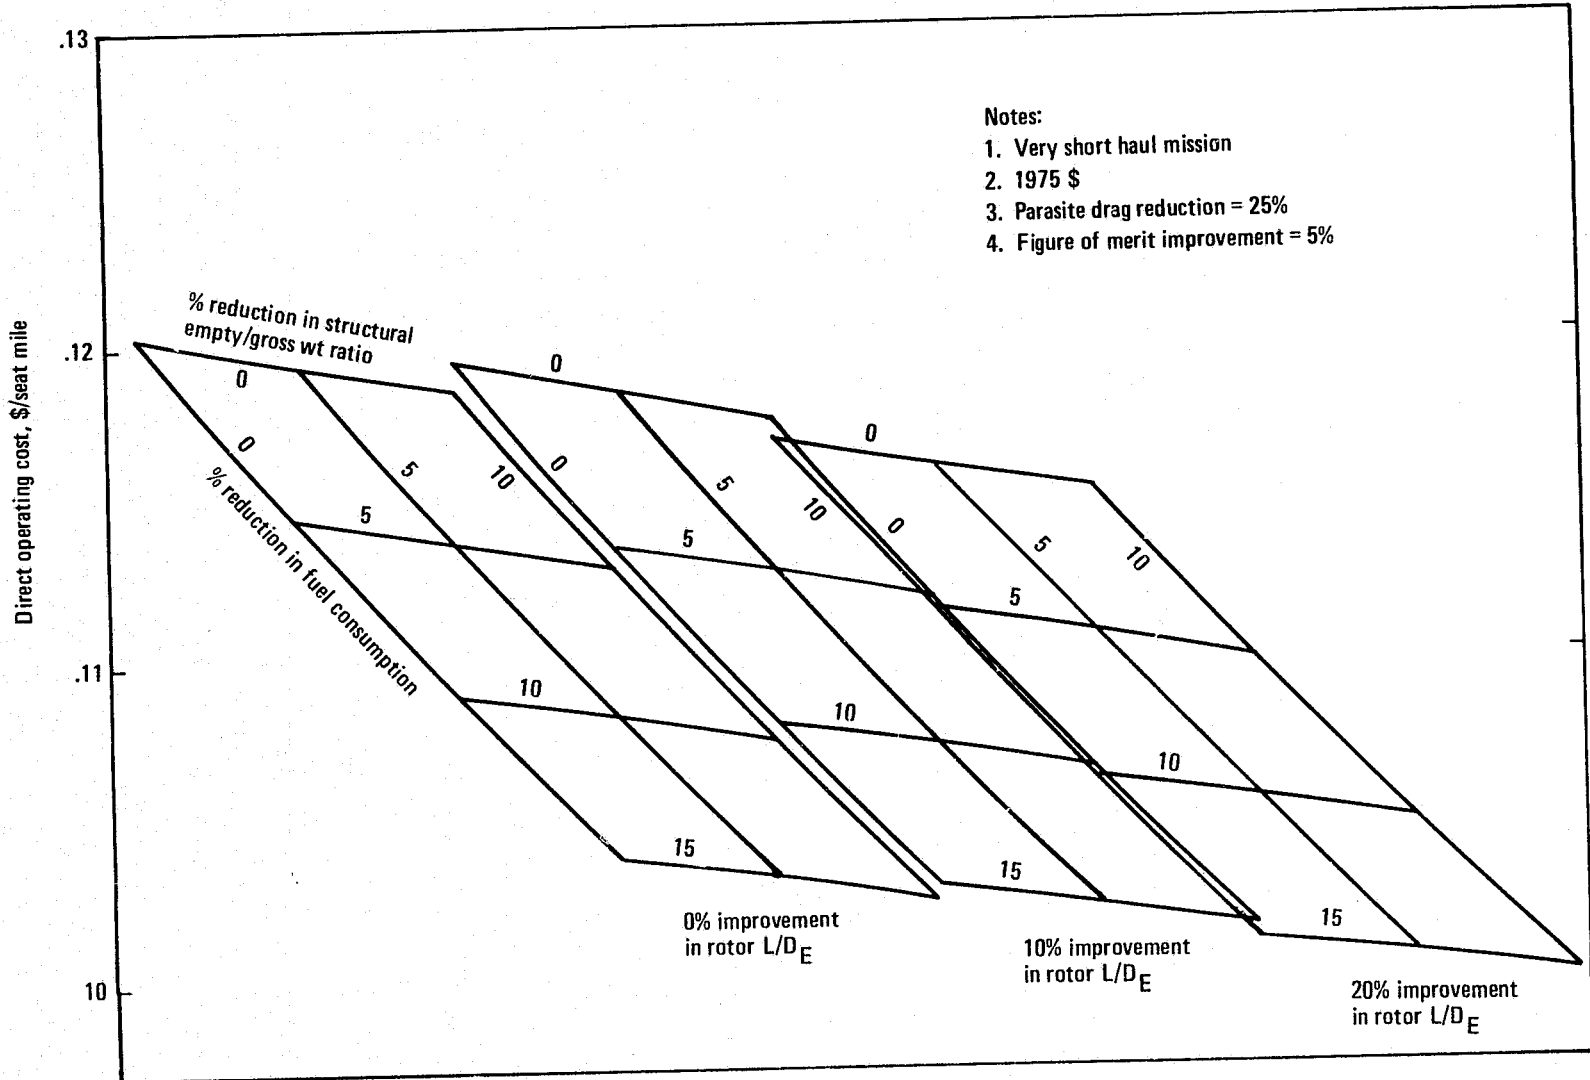 .13
Notes:
1. Very short haul mission
2. 1975 $
3. Parasite drag reduction = 25%
4. Figure of merit improvement = 5%
% reduction in structural
empty/gross wt ratio
.12
Direct operating cost, $/seat mile
0
0
0
0
5
10
0
5
10
0
5
10
% reduction in fuel consumption
5
5
5
.11
10
10
10
15
15
15
0% improvement
in rotor L/DE
10% improvement
in rotor L/DE
20% improvement
in rotor L/DE
10